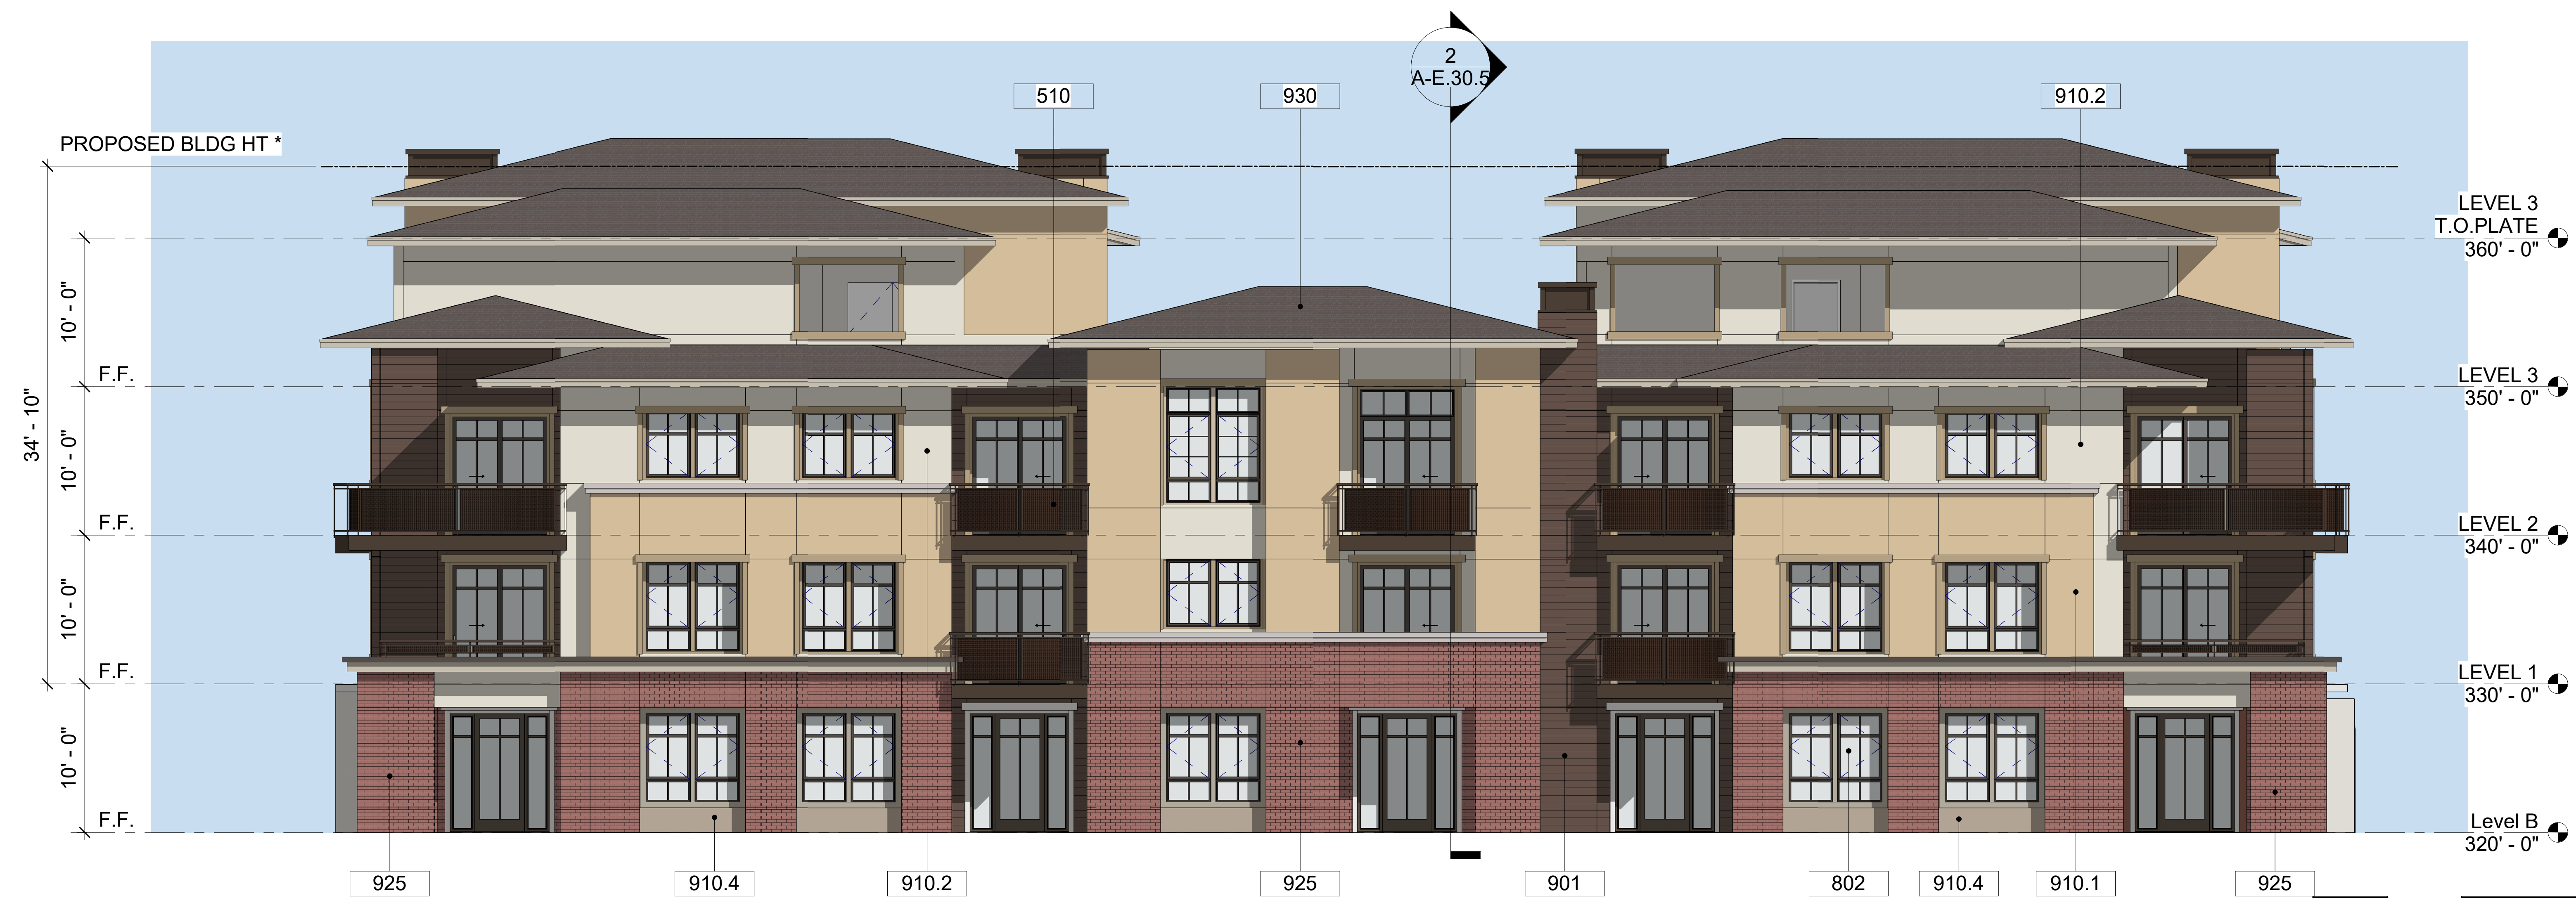 2
A-E.30.5
510
930
910.2
PROPOSED BLDG HT *
LEVEL 3
T.O.PLATE
360' - 0"
10' - 0"
F.F.
LEVEL 3
350' - 0"
34' - 10"
10' - 0"
F.F.
LEVEL 2
340' - 0"
10' - 0"
F.F.
LEVEL 1
330' - 0"
10' - 0"
F.F.
Level B
320' - 0"
925
910.4
910.2
925
901
802
910.4
910.1
925